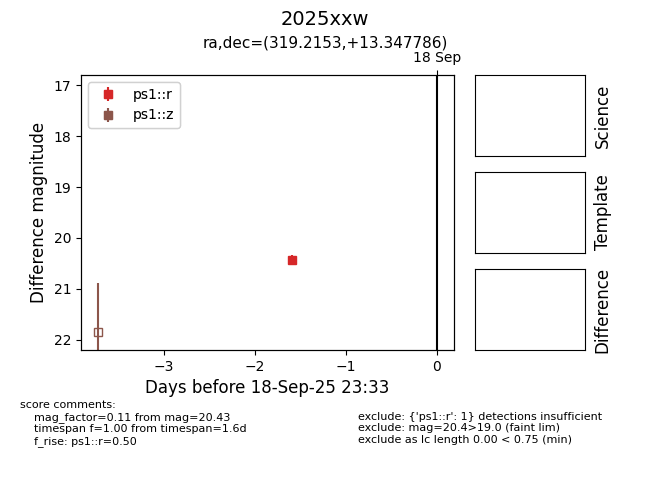 2025xxw
ra,dec=(319.2153,+13.347786)
18 Sep
ps1::r
ps1::z
17
18
19
20
21
22
Difference magnitude
−3
−2
−1
0
Days before 18-Sep-25 23:33
Science
Template
Difference
score comments:
mag_factor=0.11 from mag=20.43
timespan f=1.00 from timespan=1.6d
f_rise: ps1::r=0.50
exclude: {'ps1::r': 1} detections insufficient
exclude: mag=20.4>19.0 (faint lim)
exclude as lc length 0.00 < 0.75 (min)